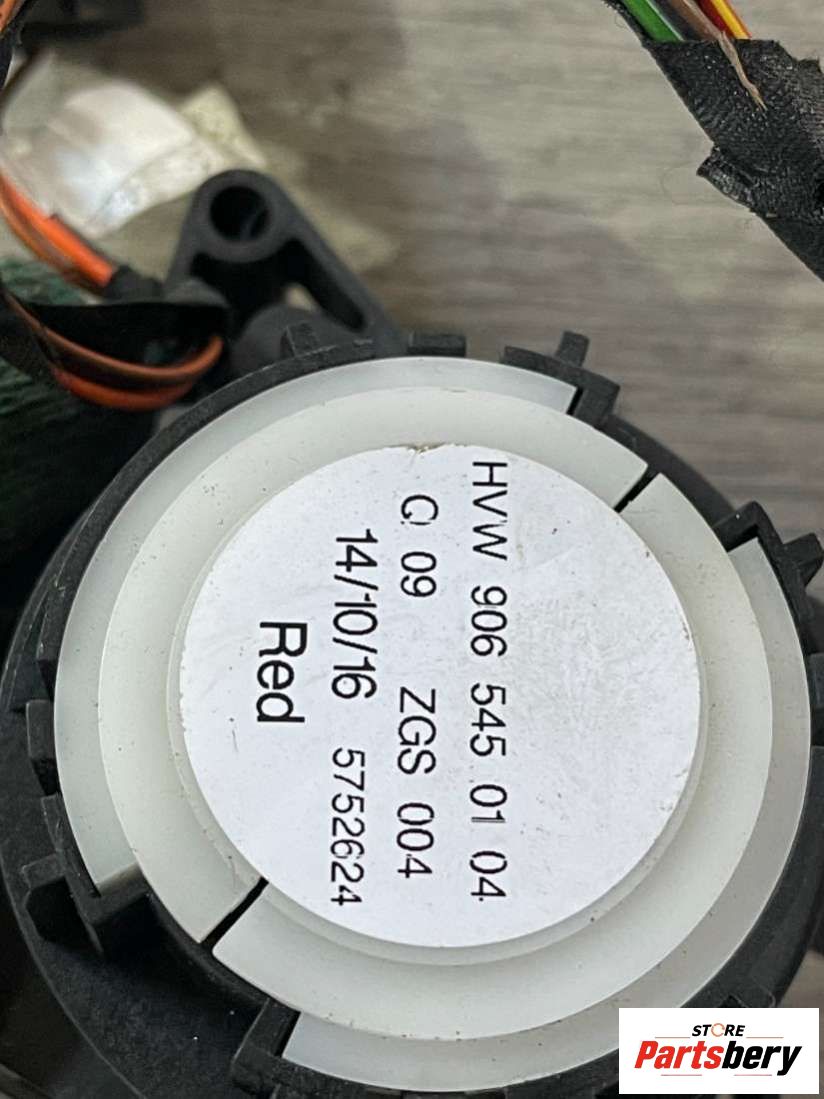 HVW 906 545 01 04
Q 09 ZGS 004
14/10/16 5752624
Red
STORE
Partsbery